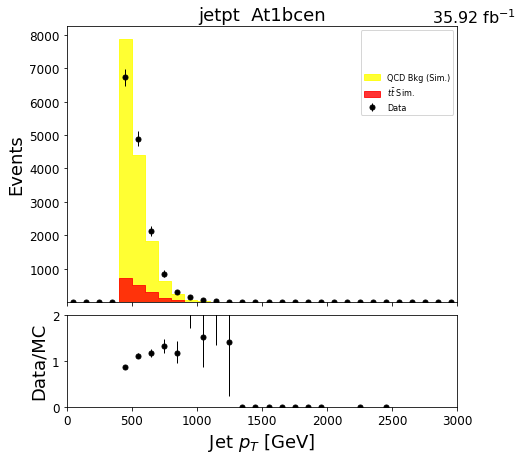 jetpt At1bcen
35.92 fb⁻¹
8000
7000
6000
5000
4000
3000
2000
1000
Events
QCD Bkg (Sim.)
tt̄ Sim.
Data
2
1
0
Data/MC
0 500 1000 1500 2000 2500 3000
Jet p_T [GeV]